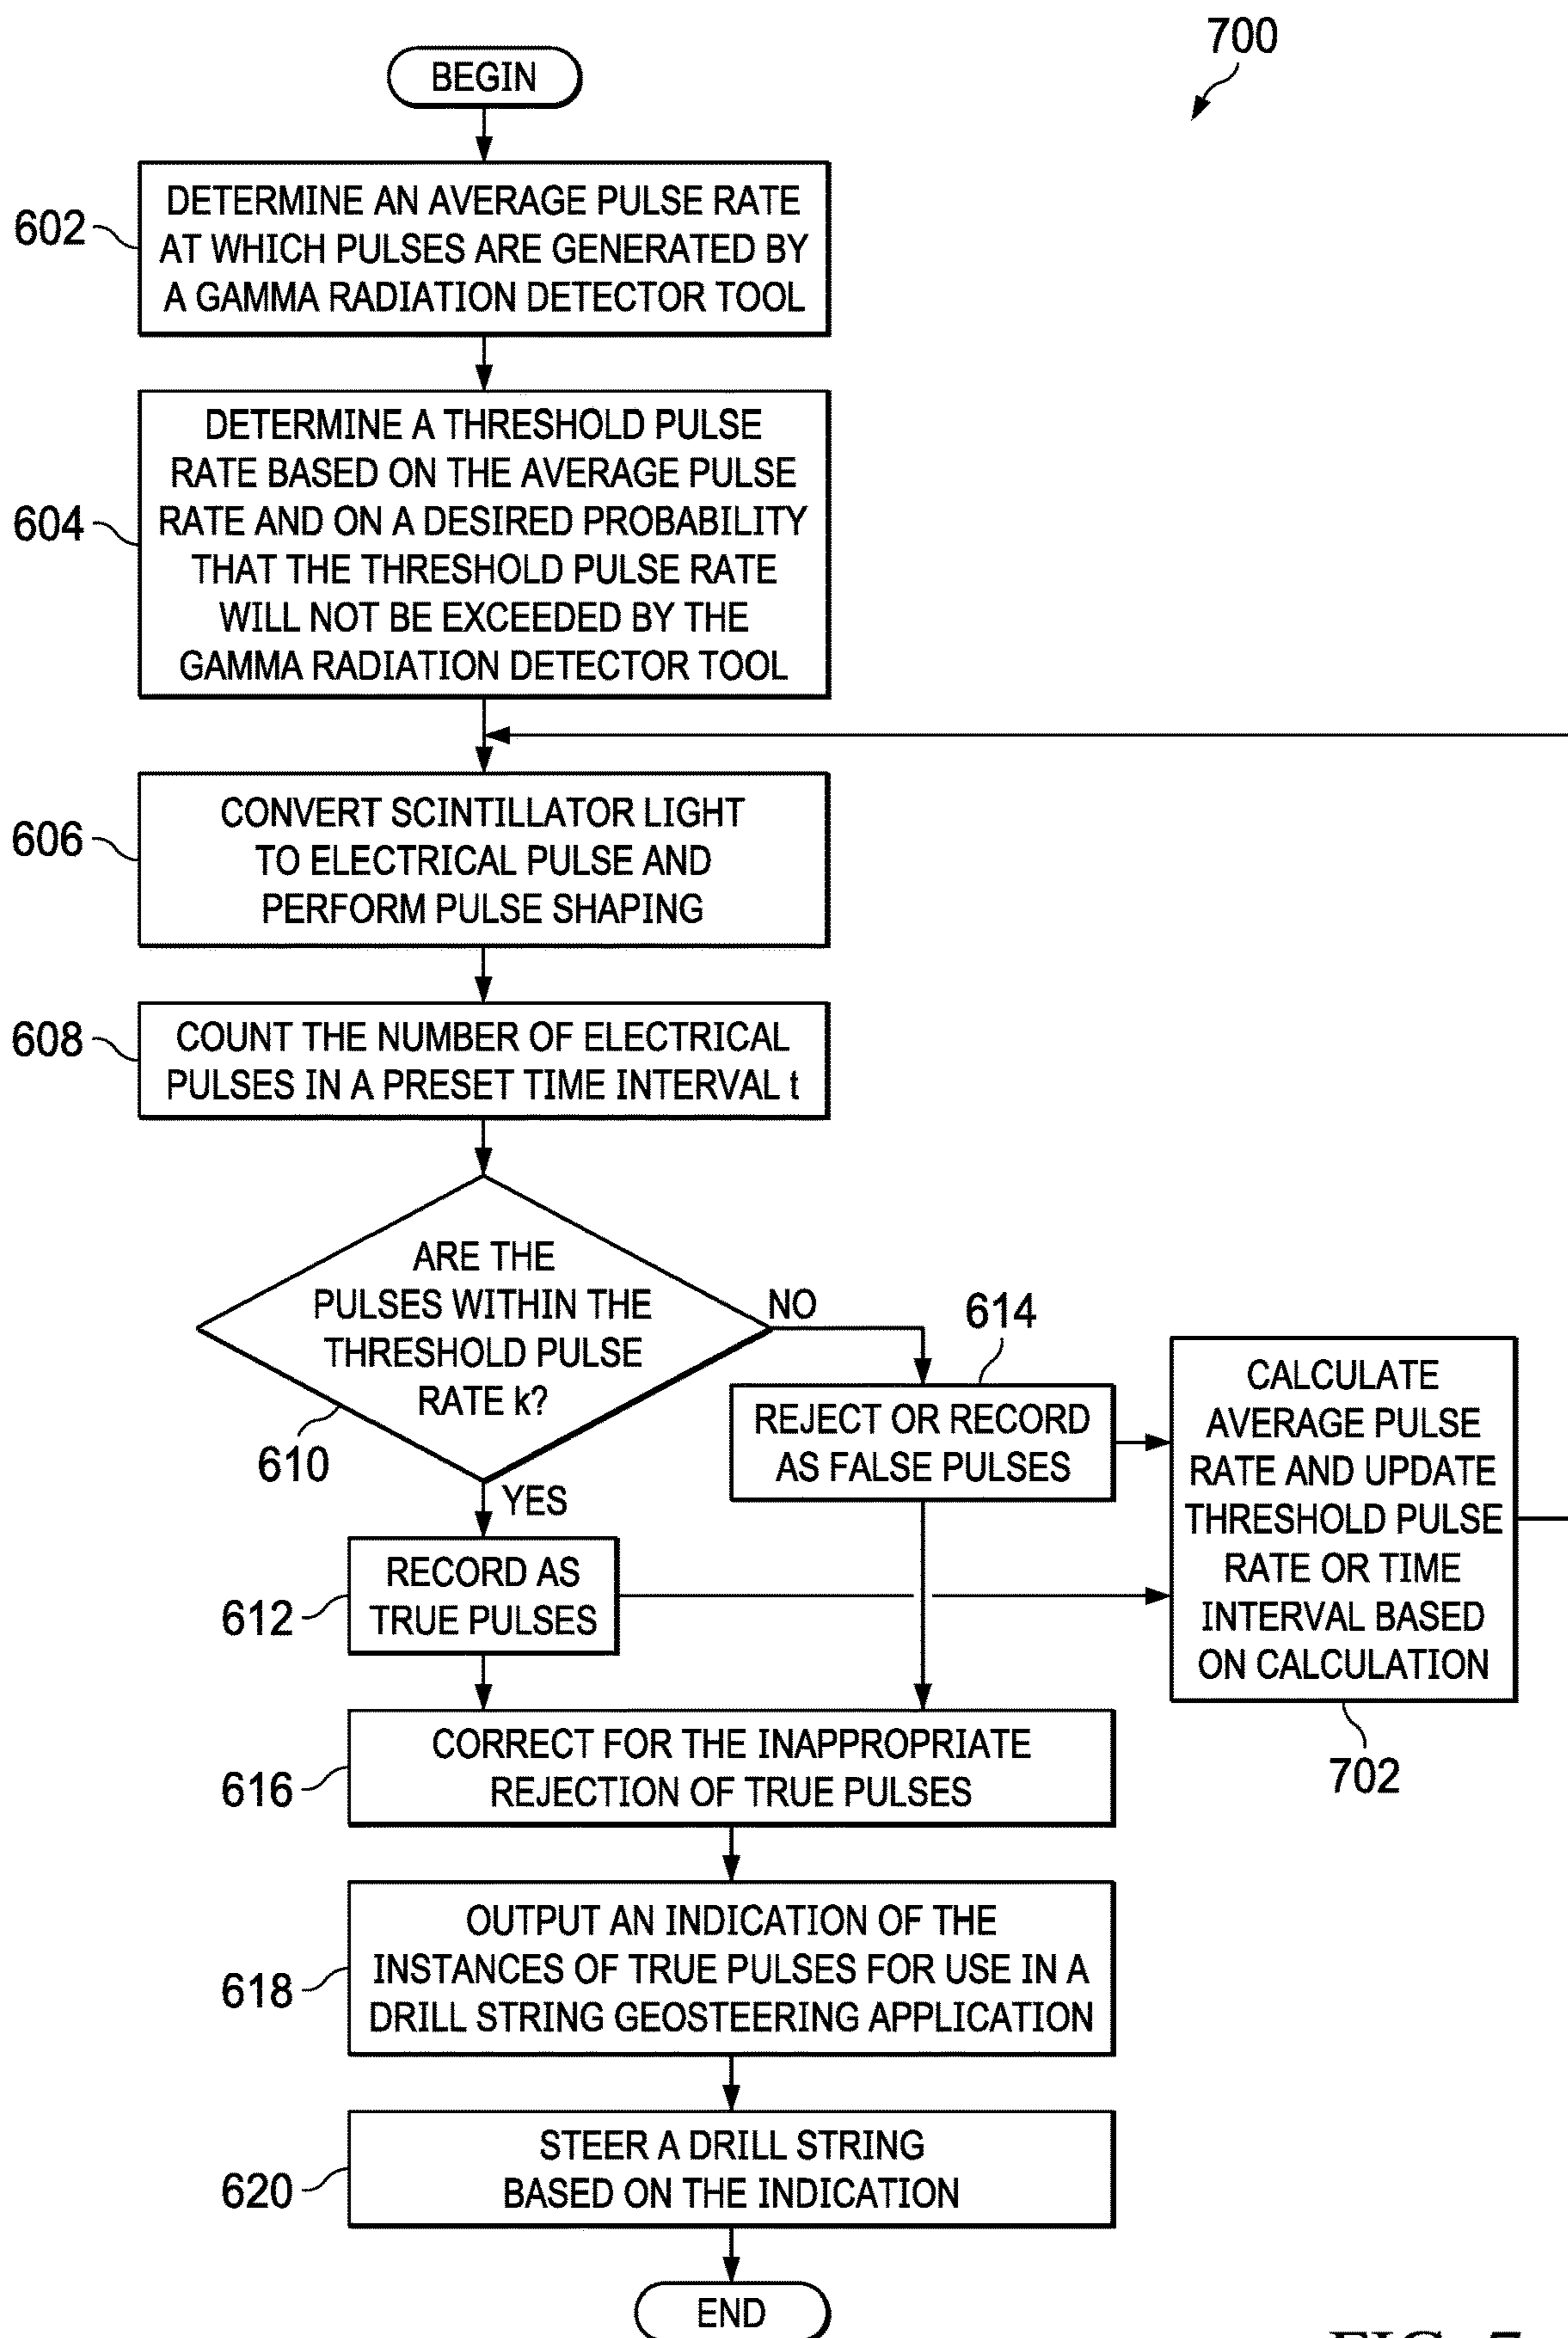 700
BEGIN
602
DETERMINE AN AVERAGE PULSE RATE
AT WHICH PULSES ARE GENERATED BY
A GAMMA RADIATION DETECTOR TOOL
604
DETERMINE A THRESHOLD PULSE
RATE BASED ON THE AVERAGE PULSE
RATE AND ON A DESIRED PROBABILITY
THAT THE THRESHOLD PULSE RATE
WILL NOT BE EXCEEDED BY THE
GAMMA RADIATION DETECTOR TOOL
606
CONVERT SCINTILLATOR LIGHT
TO ELECTRICAL PULSE AND
PERFORM PULSE SHAPING
608
COUNT THE NUMBER OF ELECTRICAL
PULSES IN A PRESET TIME INTERVAL t
ARE THE
PULSES WITHIN THE
THRESHOLD PULSE
RATE k?
610
NO
YES
614
REJECT OR RECORD
AS FALSE PULSES
612
RECORD AS
TRUE PULSES
CALCULATE
AVERAGE PULSE
RATE AND UPDATE
THRESHOLD PULSE
RATE OR TIME
INTERVAL BASED
ON CALCULATION
702
616
CORRECT FOR THE INAPPROPRIATE
REJECTION OF TRUE PULSES
618
OUTPUT AN INDICATION OF THE
INSTANCES OF TRUE PULSES FOR USE IN A
DRILL STRING GEOSTEERING APPLICATION
620
STEER A DRILL STRING
BASED ON THE INDICATION
END